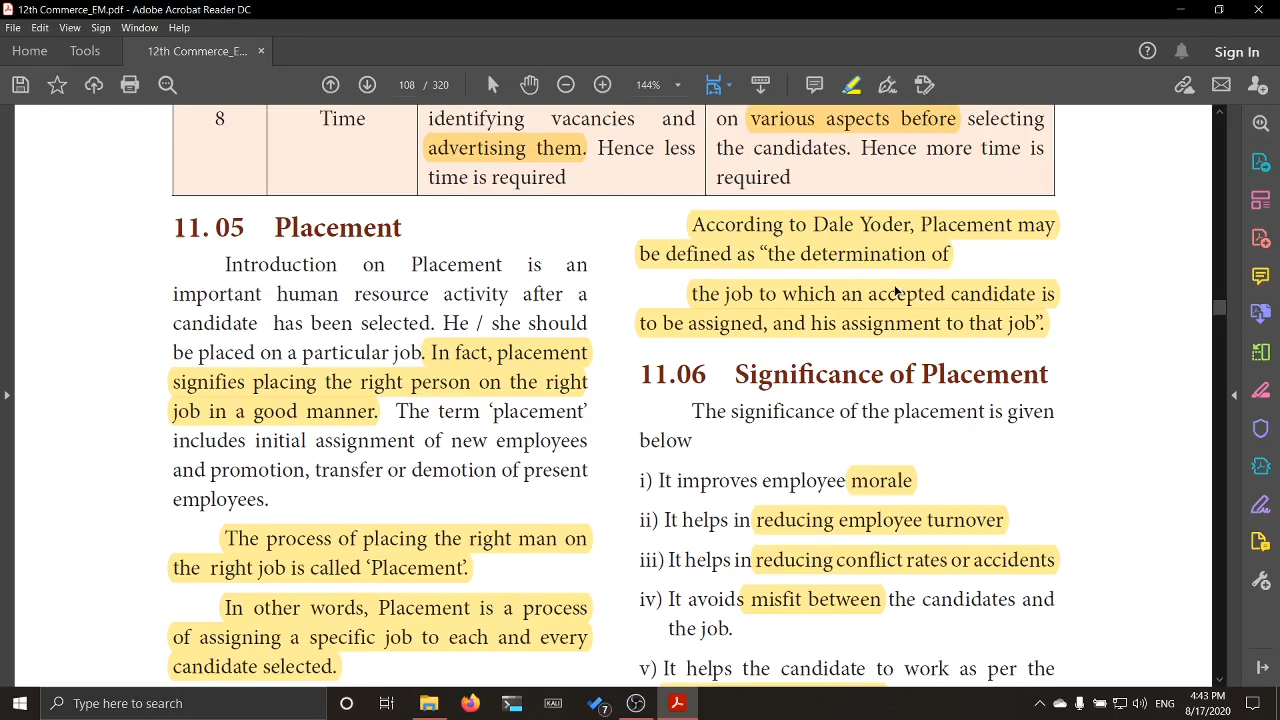 12th Commerce_EM.pdf - Adobe Acrobat Reader DC
File Edit View Sign Window Help
Home Tools 12th Commerce_E... × Sign In
108 / 320 144%
8 Time
identifying vacancies and
advertising them. Hence less
time is required
on various aspects before selecting
the candidates. Hence more time is
required
11. 05 Placement
Introduction on Placement is an
important human resource activity after a
candidate has been selected. He / she should
be placed on a particular job. In fact, placement
signifies placing the right person on the right
job in a good manner. The term ‘placement’
includes initial assignment of new employees
and promotion, transfer or demotion of present
employees.
The process of placing the right man on
the right job is called ‘Placement’.
In other words, Placement is a process
of assigning a specific job to each and every
candidate selected.
According to Dale Yoder, Placement may
be defined as “the determination of
the job to which an accepted candidate is
to be assigned, and his assignment to that job”.
11.06 Significance of Placement
The significance of the placement is given
below
i) It improves employee morale
ii) It helps in reducing employee turnover
iii) It helps in reducing conflict rates or accidents
iv) It avoids misfit between the candidates and
the job.
v) It helps the candidate to work as per the
Type here to search
KALI
7
4:43 PM
8/17/2020